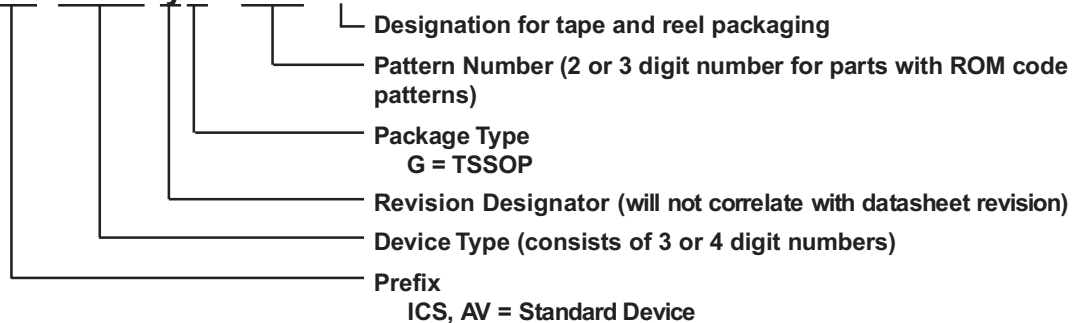 Designation for tape and reel packaging
Pattern Number (2 or 3 digit number for parts with ROM code
patterns)
Package Type
G = TSSOP
Revision Designator (will not correlate with datasheet revision)
Device Type (consists of 3 or 4 digit numbers)
Prefix
ICS, AV = Standard Device